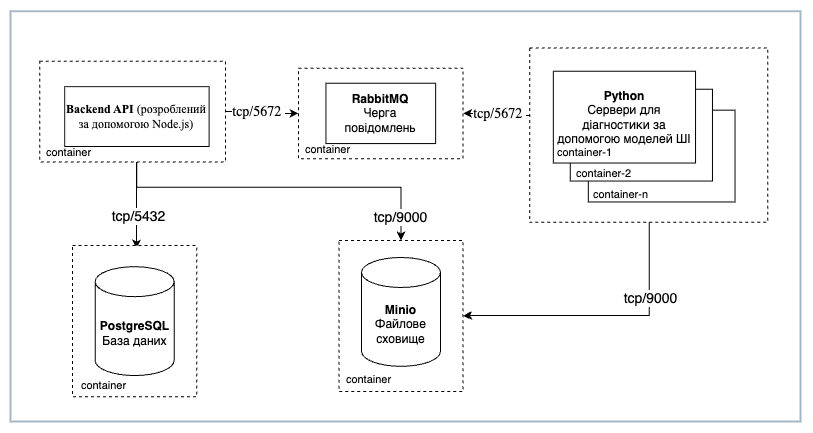 Backend API (розроблений
за допомогою Node.js)
container
tcp/5672
RabbitMQ
Черга
повідомлень
container
tcp/5672
Python
Сервери для
діагностики за
допомогою моделей ШІ
container-1
container-2
container-n
tcp/5432
tcp/9000
tcp/9000
PostgreSQL
База даних
container
Minio
Файлове
сховище
container